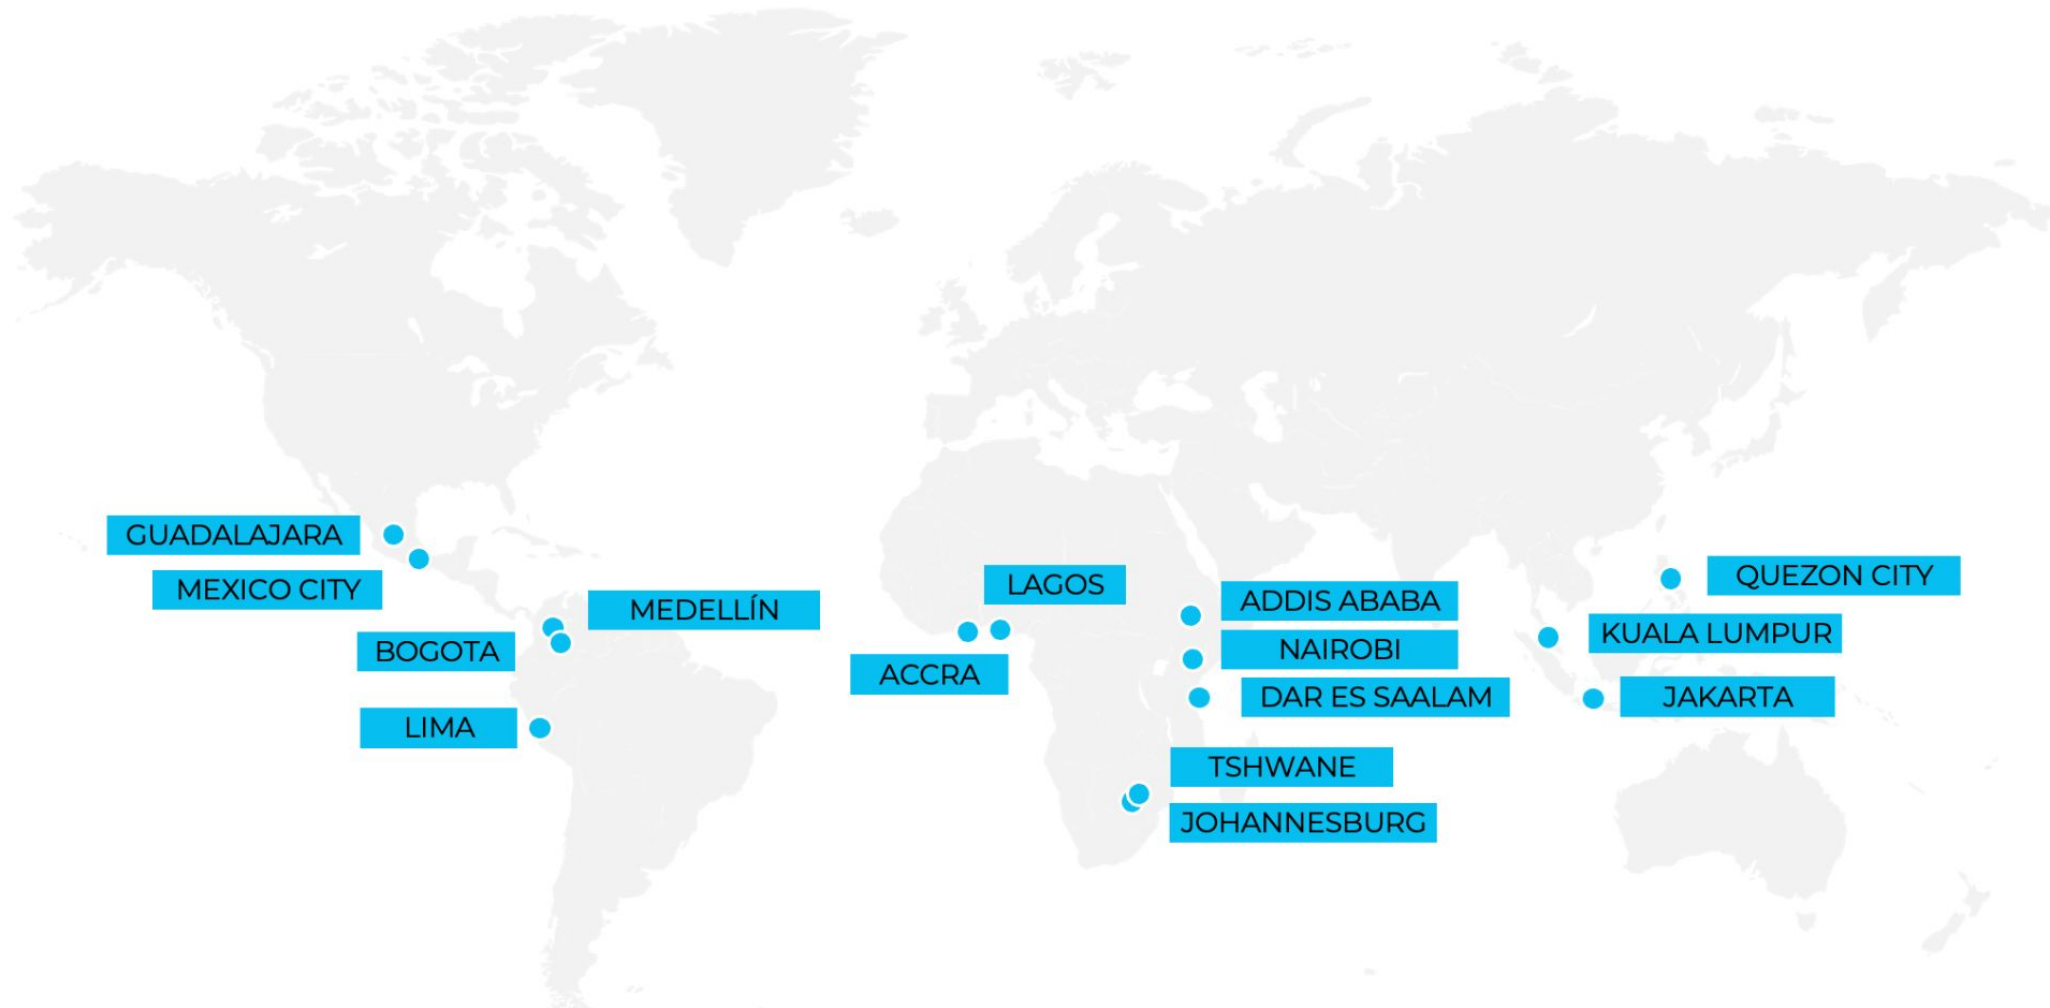 GUADALAJARA
MEXICO CITY
MEDELLÍN
BOGOTA
LIMA
LAGOS
ACCRA
ADDIS ABABA
NAIROBI
DAR ES SAALAM
TSHWANE
JOHANNESBURG
QUEZON CITY
KUALA LUMPUR
JAKARTA